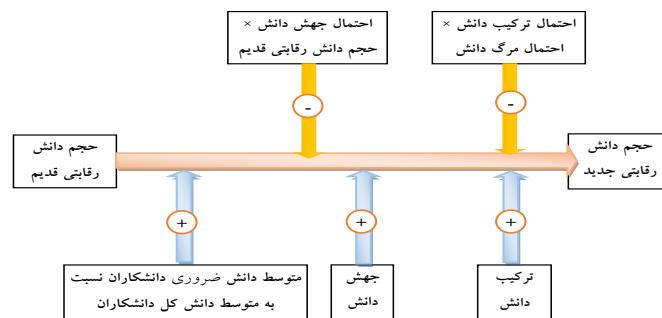 احتمال جهش دانش ×
حجم دانش رقابتی قدیم
احتمال ترکیب دانش ×
احتمال مرگ دانش
-
-
حجم دانش
رقابتی جدید
حجم دانش
رقابتی قدیم
+
+
+
ترکیب
دانش
جهش
دانش
متوسط دانش ضروری دانشکاران نسبت
به متوسط دانش کل دانشکاران